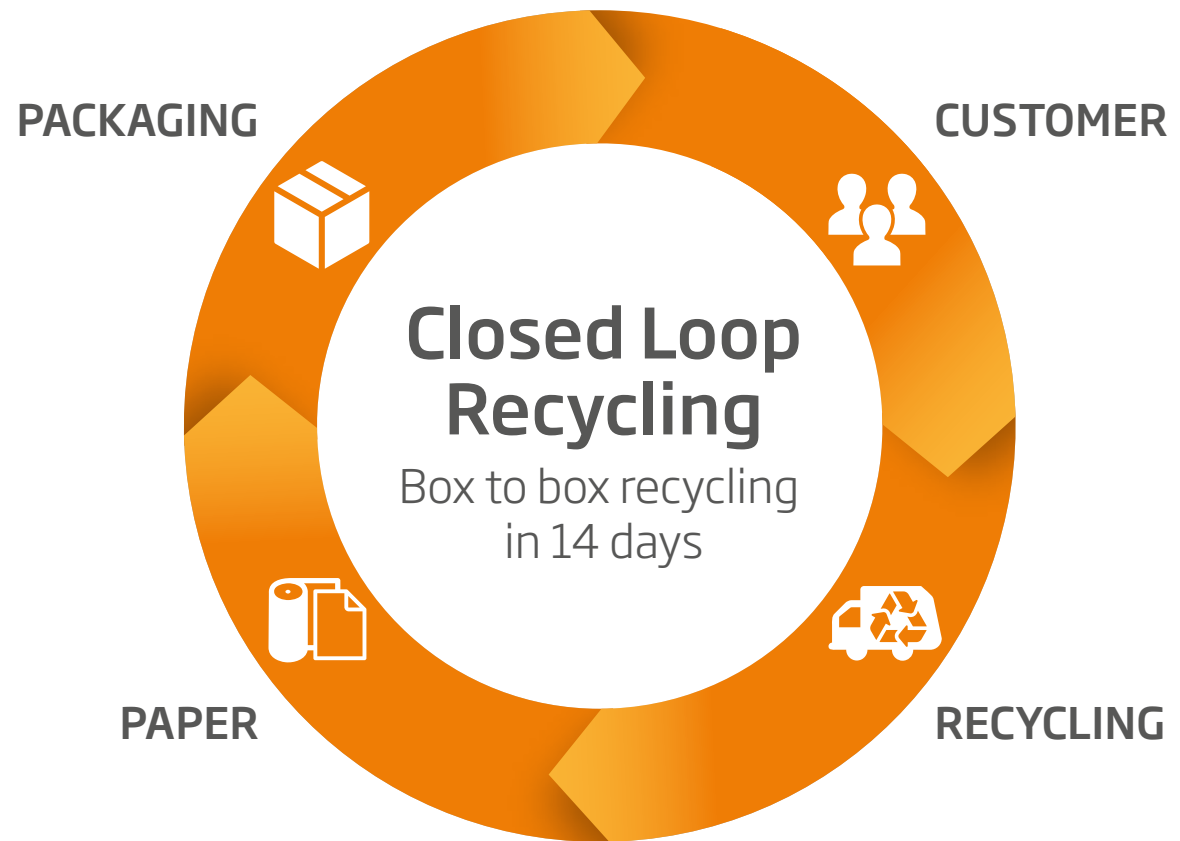 PACKAGING
CUSTOMER
Closed Loop
Recycling
Box to box recycling
in 14 days
PAPER
RECYCLING